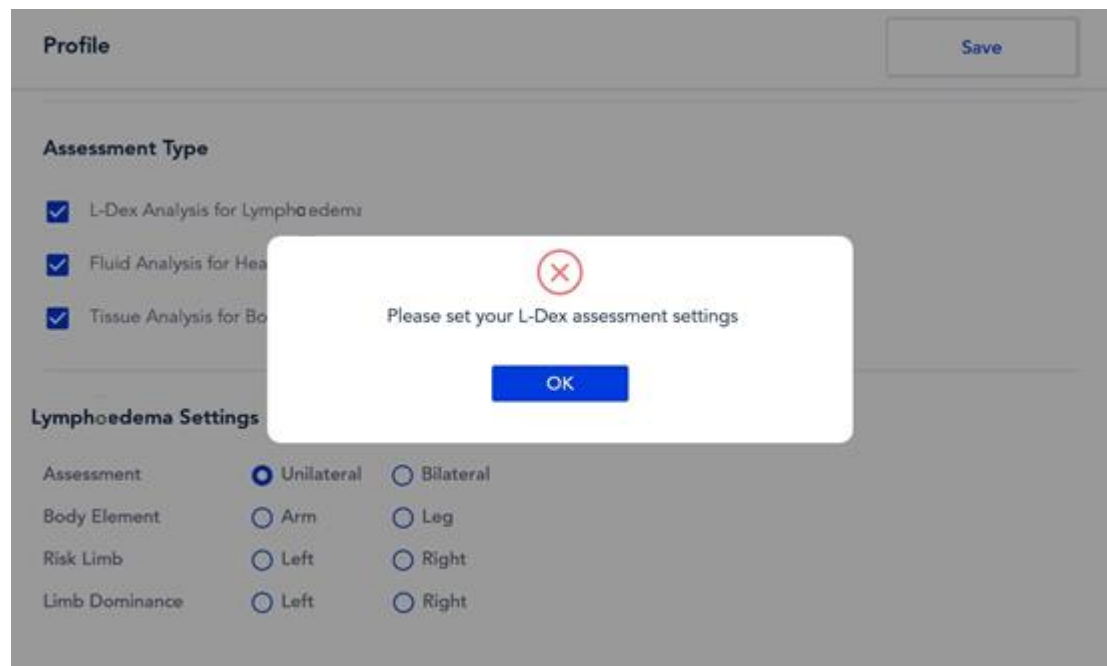 Profile
Save
Assessment Type
L-Dex Analysis for Lymphoedema
Fluid Analysis for Hea
Tissue Analysis for Bo
Please set your L-Dex assessment settings
OK
Lymphoedema Settings
Assessment Unilateral Bilateral
Body Element Arm Leg
Risk Limb Left Right
Limb Dominance Left Right